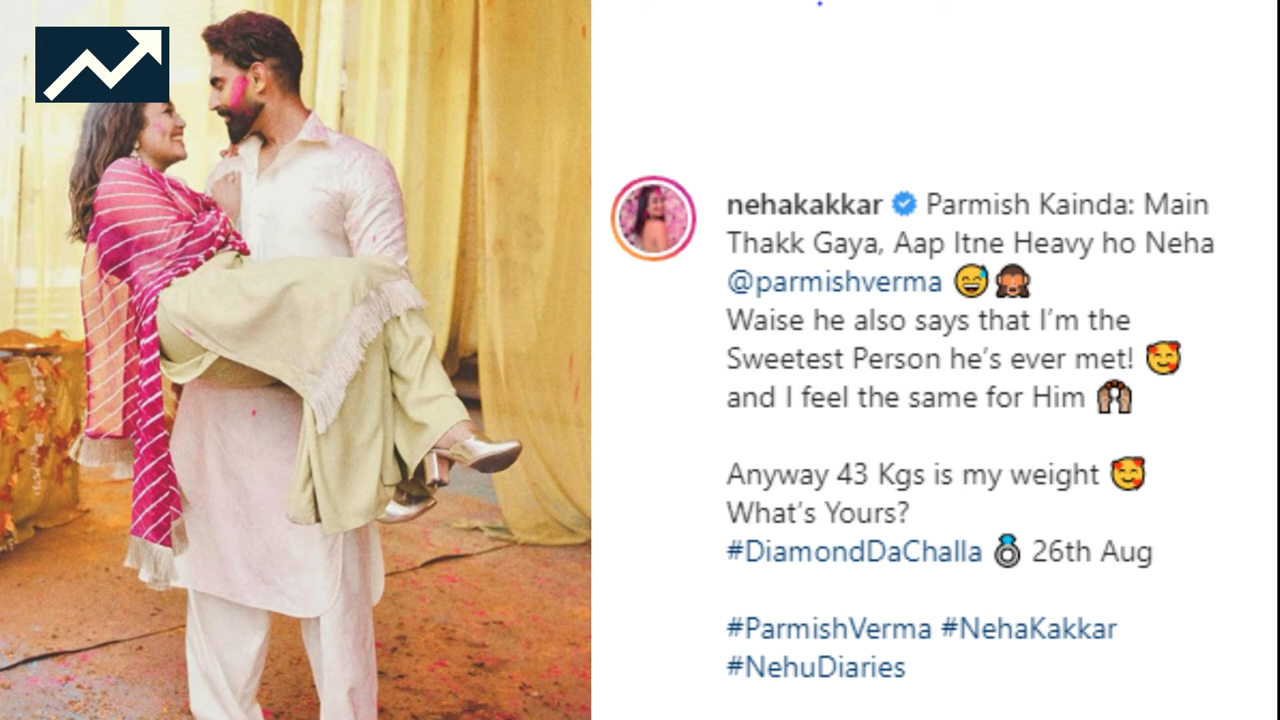 nehakakkar Parmish Kainda: Main
Thakk Gaya, Aap Itne Heavy ho Neha
@parmishverma 😅🙈
Waise he also says that I’m the
Sweetest Person he’s ever met! 🥰
and I feel the same for Him 🙌🏽
Anyway 43 Kgs is my weight 🥰
What’s Yours?
#DiamondDaChalla 💍 26th Aug
#ParmishVerma #NehaKakkar
#NehuDiaries